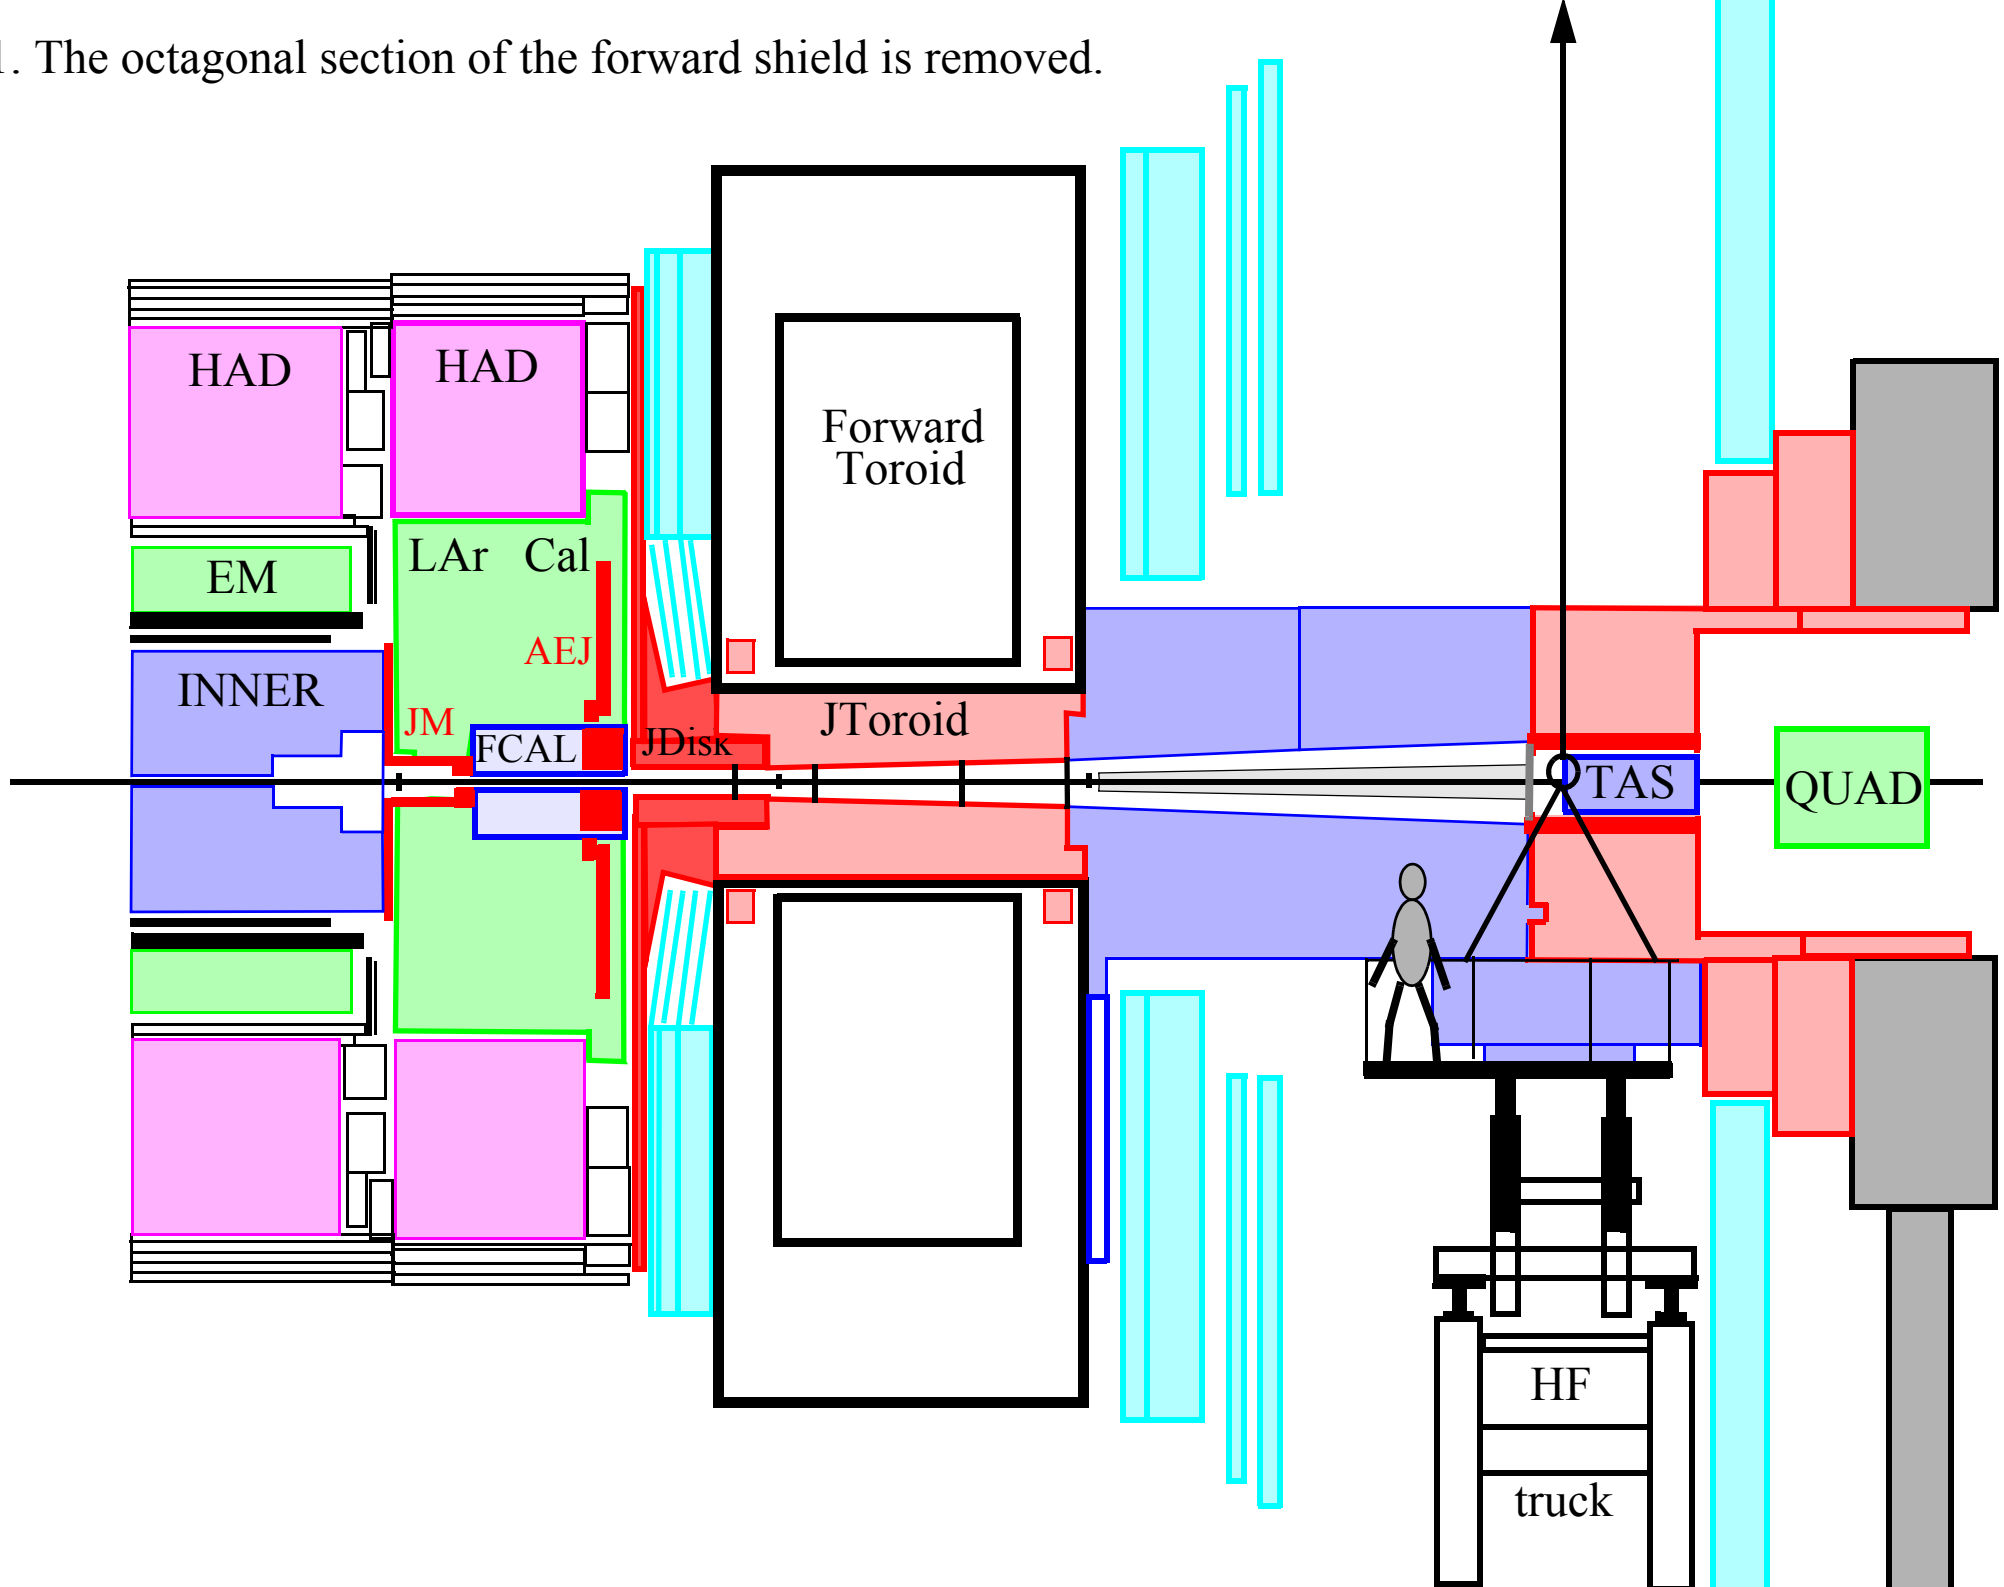 1. The octagonal section of the forward shield is removed.
HAD
HAD
Forward
Toroid
LAr Cal
EM
AEJ
INNER
JM
JToroid
FCAL
JDisk
TAS
QUAD
HF
truck